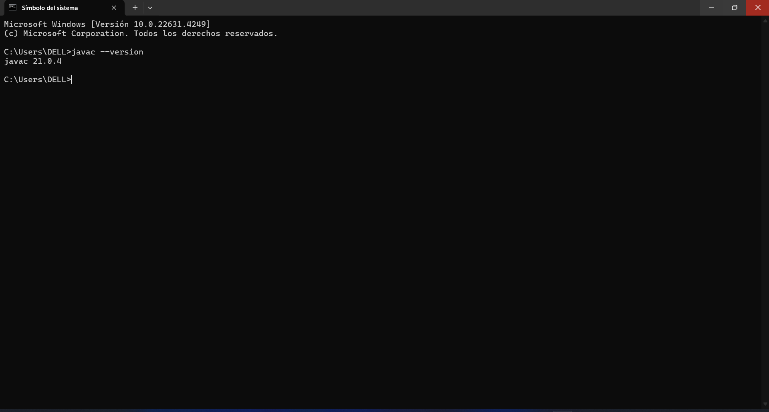 Símbolo del sistema
Microsoft Windows [Versión 10.0.22631.4249]
(c) Microsoft Corporation. Todos los derechos reservados.
C:\Users\DELL>javac --version
javac 21.0.4
C:\Users\DELL>